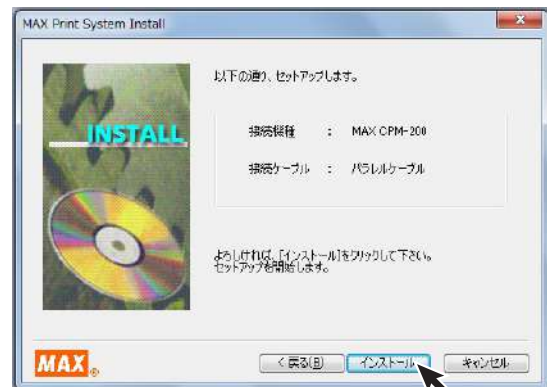 MAX Print System Install
INSTALL
以下の通り、セットアップします。
接続機種 : MAX CPM-200
接続ケーブル : パラレルケーブル
よろしければ、[インストール]をクリックして下さい。
セットアップを開始します。
MAX®
< 戻る(B) インストール キャンセル